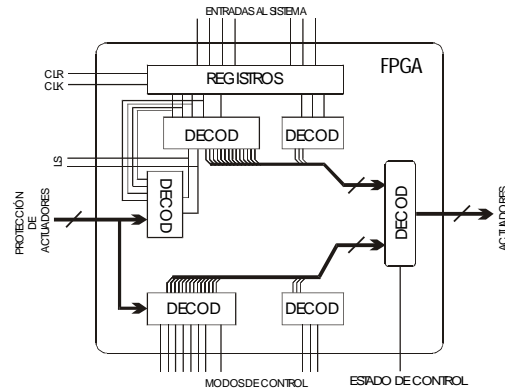 ENTRADAS AL SISTEMA
FPGA
CLR
CLK
REGISTROS
DECOD
DECOD
LS
DECOD
DECOD
PROTECCIÓN
DE
ACTUADORES
ACTUADORES
DECOD
DECOD
MODOS DE CONTROL
ESTADO DE CONTROL